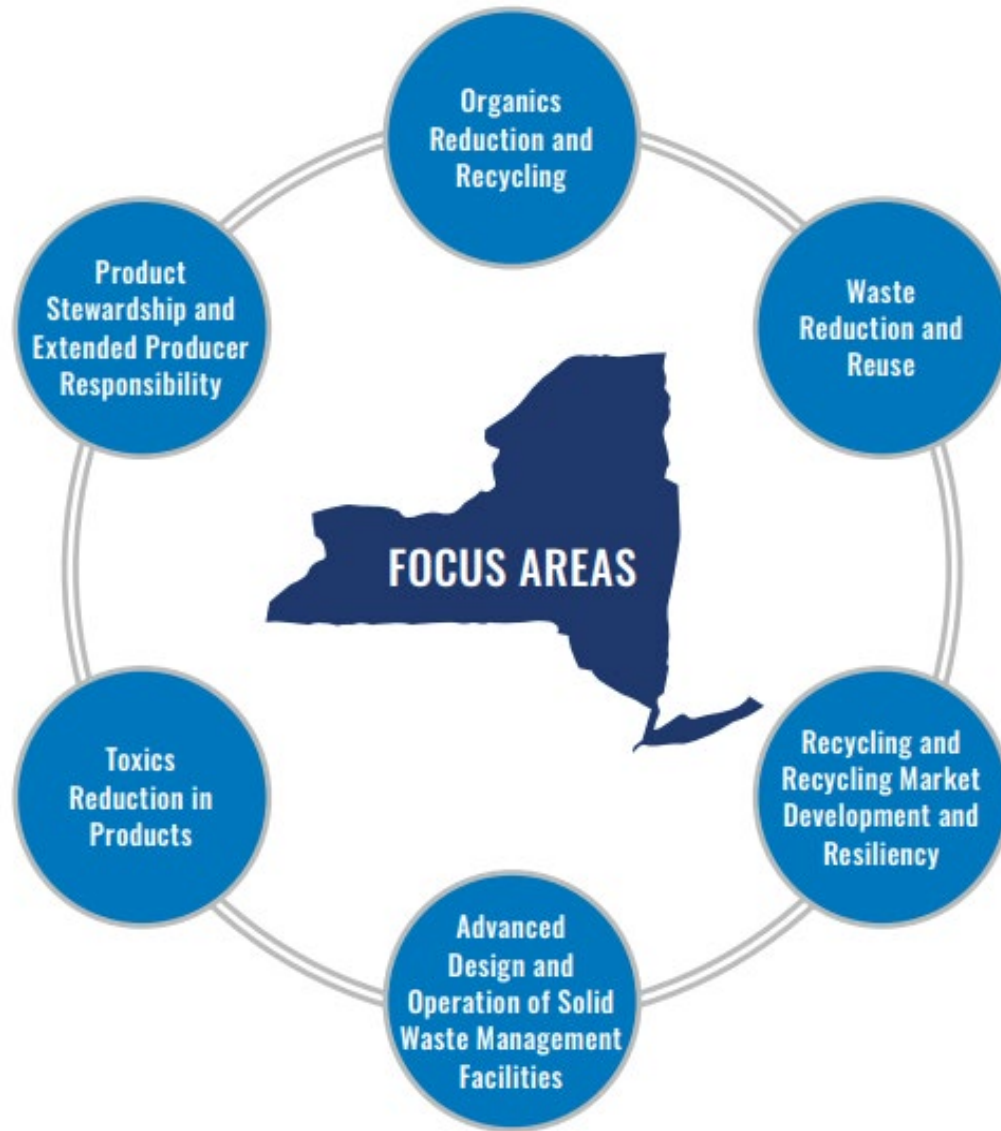 Organics
Reduction and
Recycling
Waste
Reduction and
Reuse
Recycling and
Recycling Market
Development and
Resiliency
Advanced
Design and
Operation of Solid
Waste Management
Facilities
Toxics
Reduction in
Products
Product
Stewardship and
Extended Producer
Responsibility
FOCUS AREAS